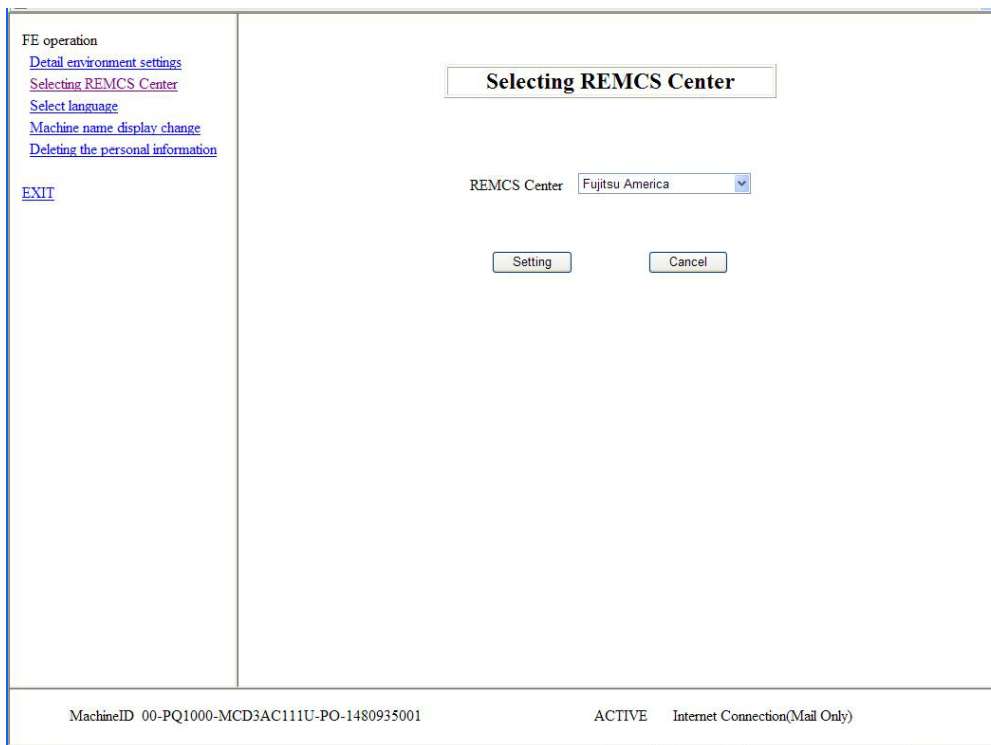 FE operation
Detail environment settings
Selecting REMCS Center
Select language
Machine name display change
Deleting the personal information
EXIT
Selecting REMCS Center
REMCS Center Fujitsu America
Setting Cancel
MachineID 00-PQ1000-MCD3AC111U-PO-1480935001 ACTIVE Internet Connection(Mail Only)